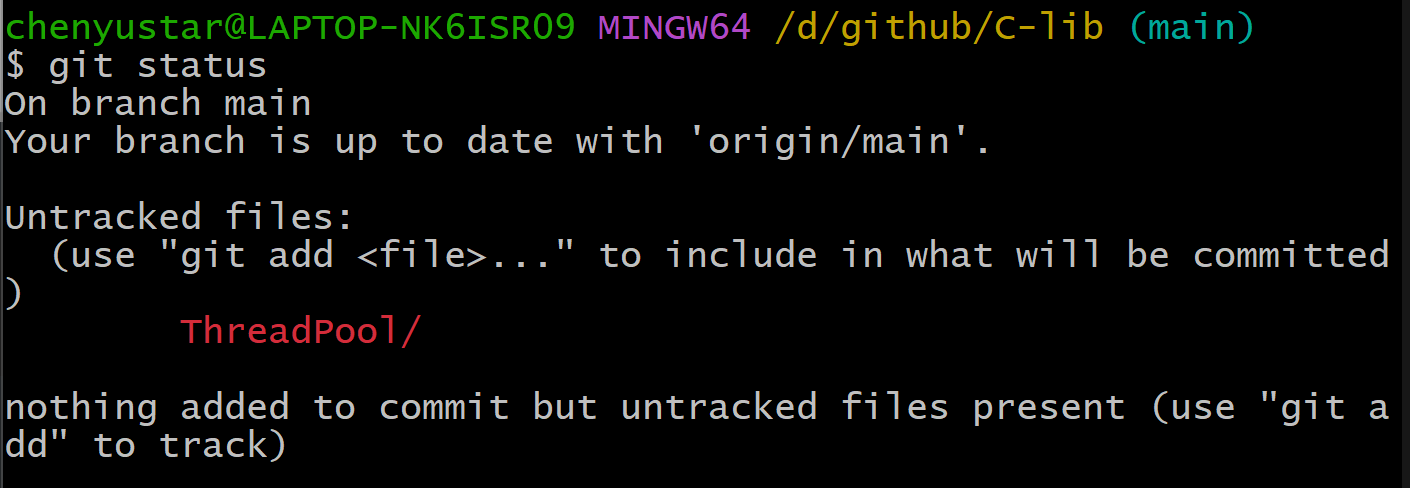 chenyustar@LAPTOP-NK6ISRO9 MINGW64 /d/github/C-lib (main)
$ git status
On branch main
Your branch is up to date with 'origin/main'.
Untracked files:
(use "git add <file>..." to include in what will be committed
)
ThreadPool/
nothing added to commit but untracked files present (use "git a
dd" to track)